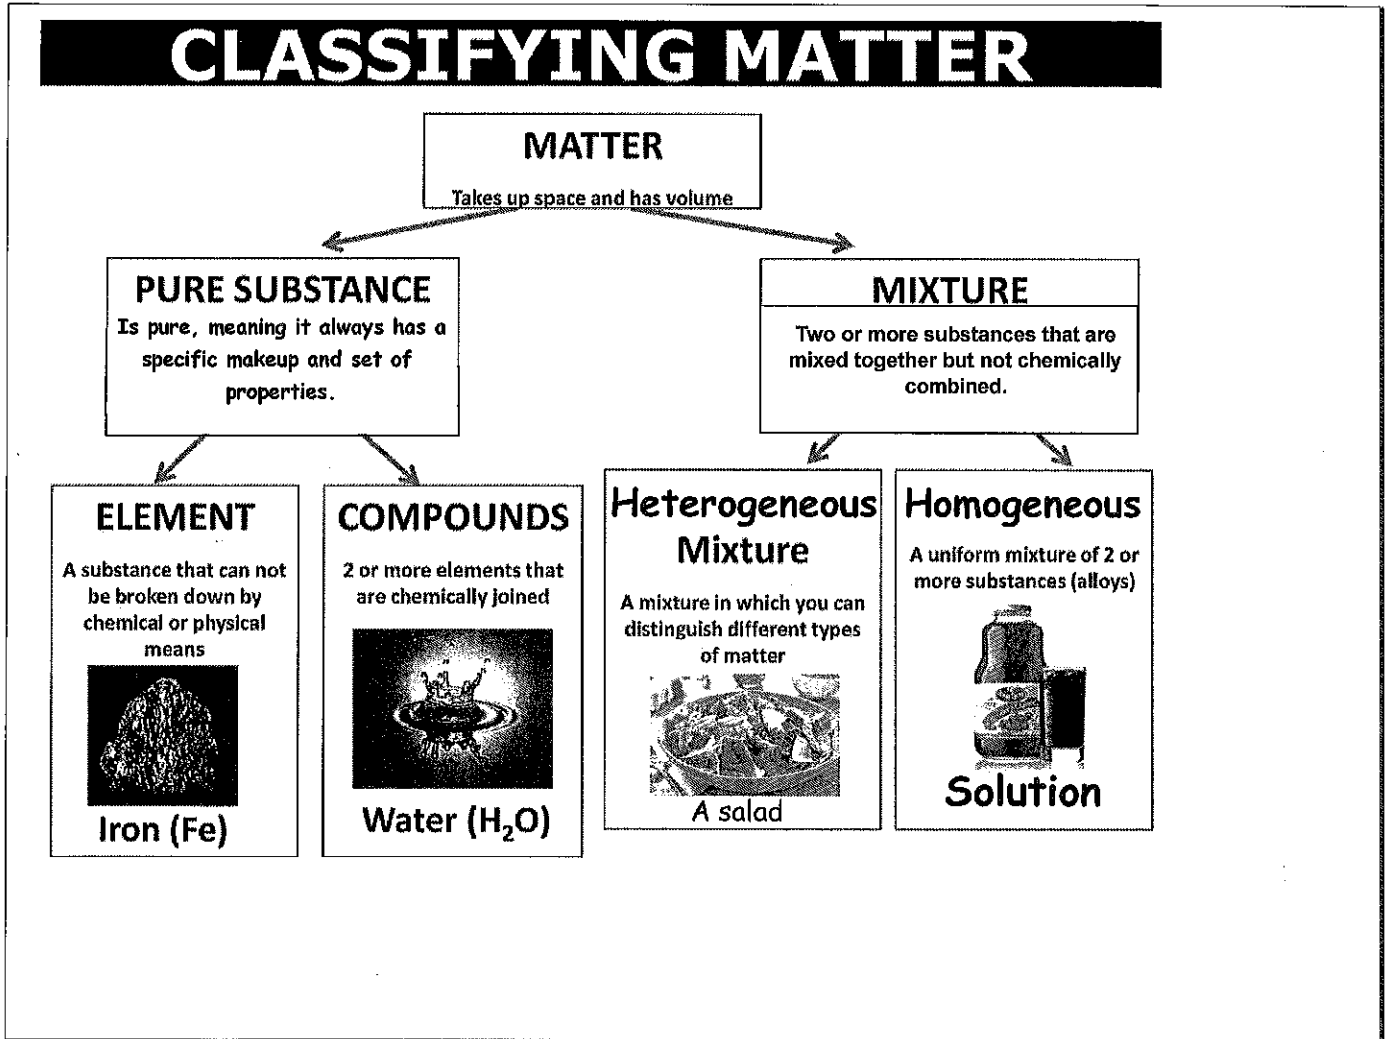 CLASSIFYING MATTER
MATTER
Takes up space and has volume
PURE SUBSTANCE
Is pure, meaning it always has a
specific makeup and set of
properties.
MIXTURE
Two or more substances that are
mixed together but not chemically
combined.
ELEMENT
A substance that can not
be broken down by
chemical or physical
means
Iron (Fe)
COMPOUNDS
2 or more elements that
are chemically joined
Water (H₂O)
Heterogeneous
Mixture
A mixture in which you can
distinguish different types
of matter
A salad
Homogeneous
A uniform mixture of 2 or
more substances (alloys)
Solution